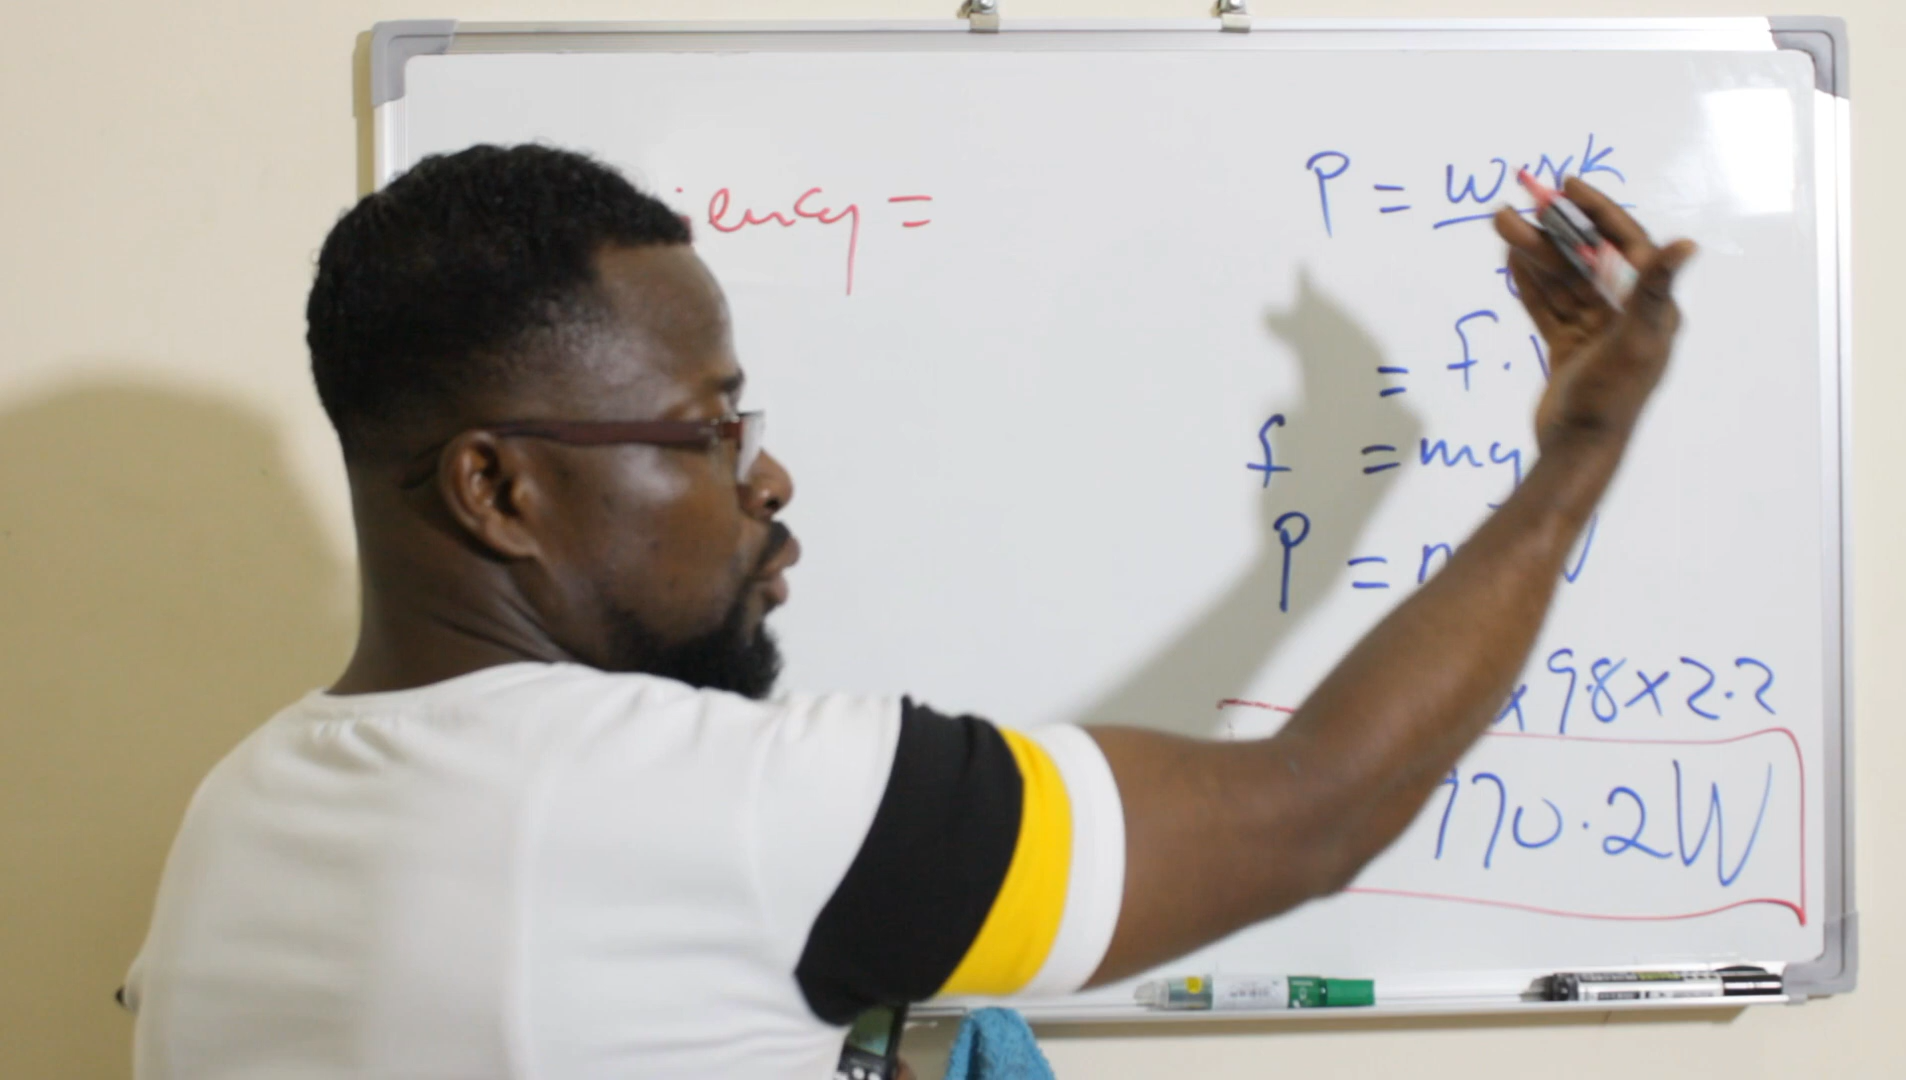 iency =
P = work
= f.
f = mg
P =
x 9.8 x 2.2
770.2W